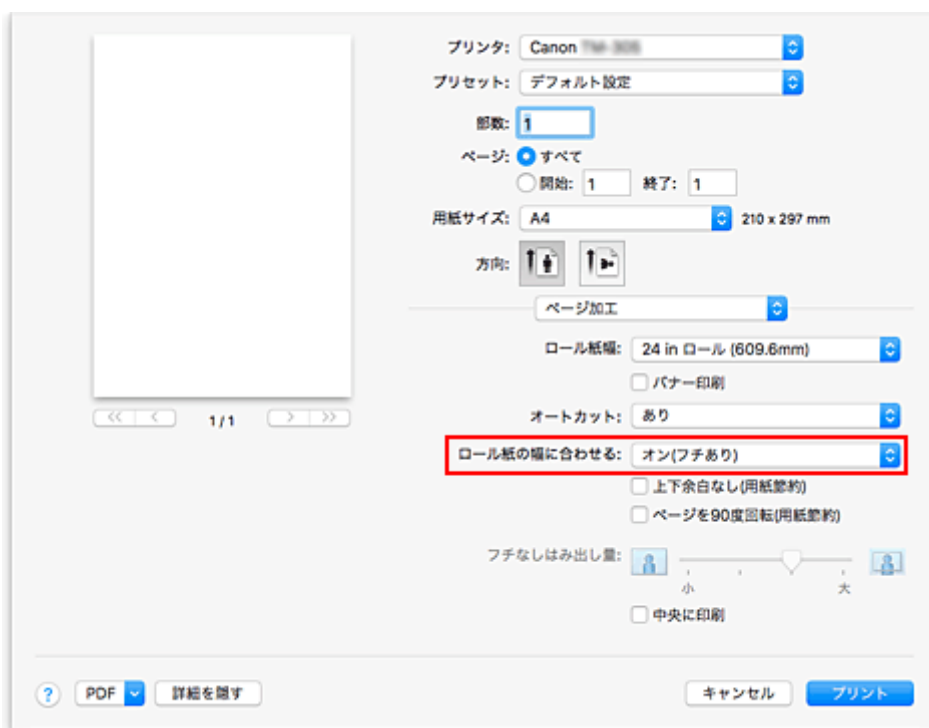 プリンタ: Canon
プリセット: デフォルト設定
部数: 1
ページ: すべて
開始: 1 終了: 1
用紙サイズ: A4 210 x 297 mm
方向:
ページ加工
ロール紙幅: 24 in ロール (609.6mm)
バナー印刷
<< < 1 / 1 > >>
オートカット: あり
ロール紙の幅に合わせる: オン(フチあり)
上下余白なし(用紙節約)
ページを90度回転(用紙節約)
フチなしはみ出し量:
小 大
中央に印刷
? PDF 詳細を隠す キャンセル プリント